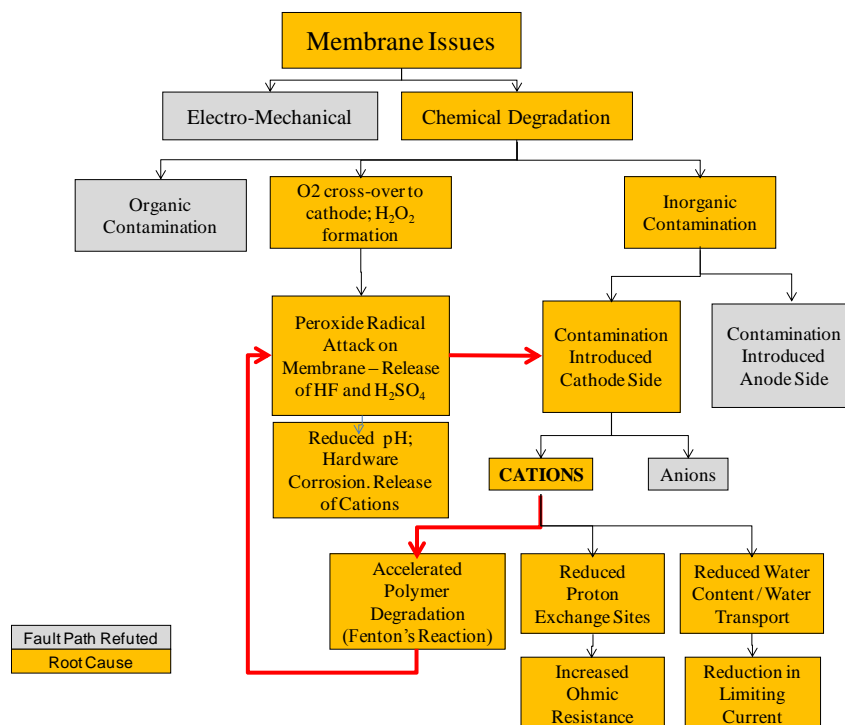 Membrane Issues
Electro-Mechanical
Chemical Degradation
Organic
Contamination
O2 cross-over to
cathode; H₂O₂
formation
Inorganic
Contamination
Peroxide Radical
Attack on
Membrane – Release
of HF and H₂SO₄
Contamination
Introduced
Cathode Side
Contamination
Introduced
Anode Side
Reduced pH;
Hardware
Corrosion. Release
of Cations
CATIONS
Anions
Accelerated
Polymer
Degradation
(Fenton's Reaction)
Reduced
Proton
Exchange Sites
Reduced Water
Content / Water
Transport
Fault Path Refuted
Root Cause
Increased
Ohmic
Resistance
Reduction in
Limiting
Current